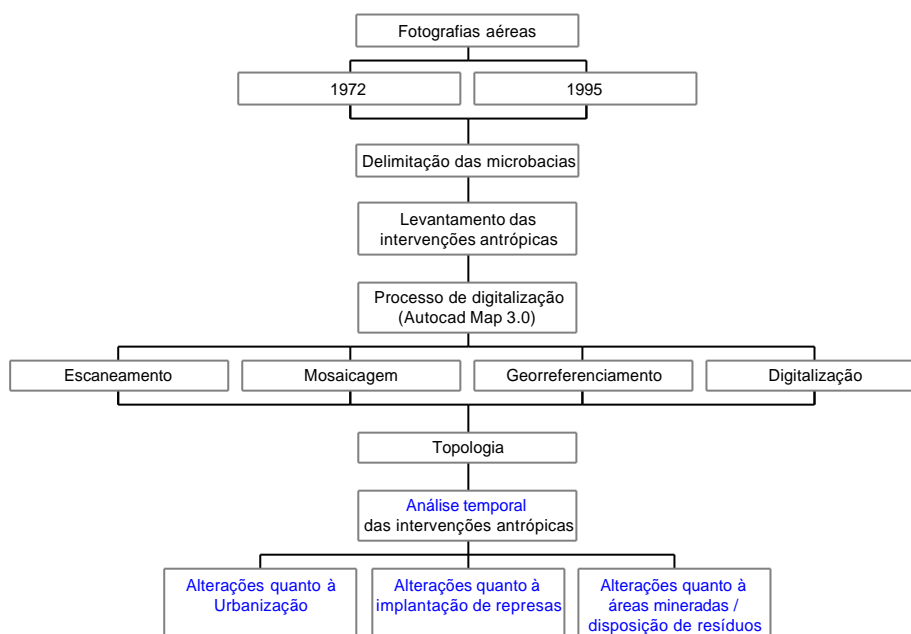 Fotografias aéreas
1972
1995
Delimitação das microbacias
Levantamento das
intervenções antrópicas
Processo de digitalização
(Autocad Map 3.0)
Escaneamento
Mosaicagem
Georreferenciamento
Digitalização
Topologia
Análise temporal
das intervenções antrópicas
Alterações quanto à
Urbanização
Alterações quanto à
implantação de represas
Alterações quanto à
áreas mineradas /
disposição de resíduos